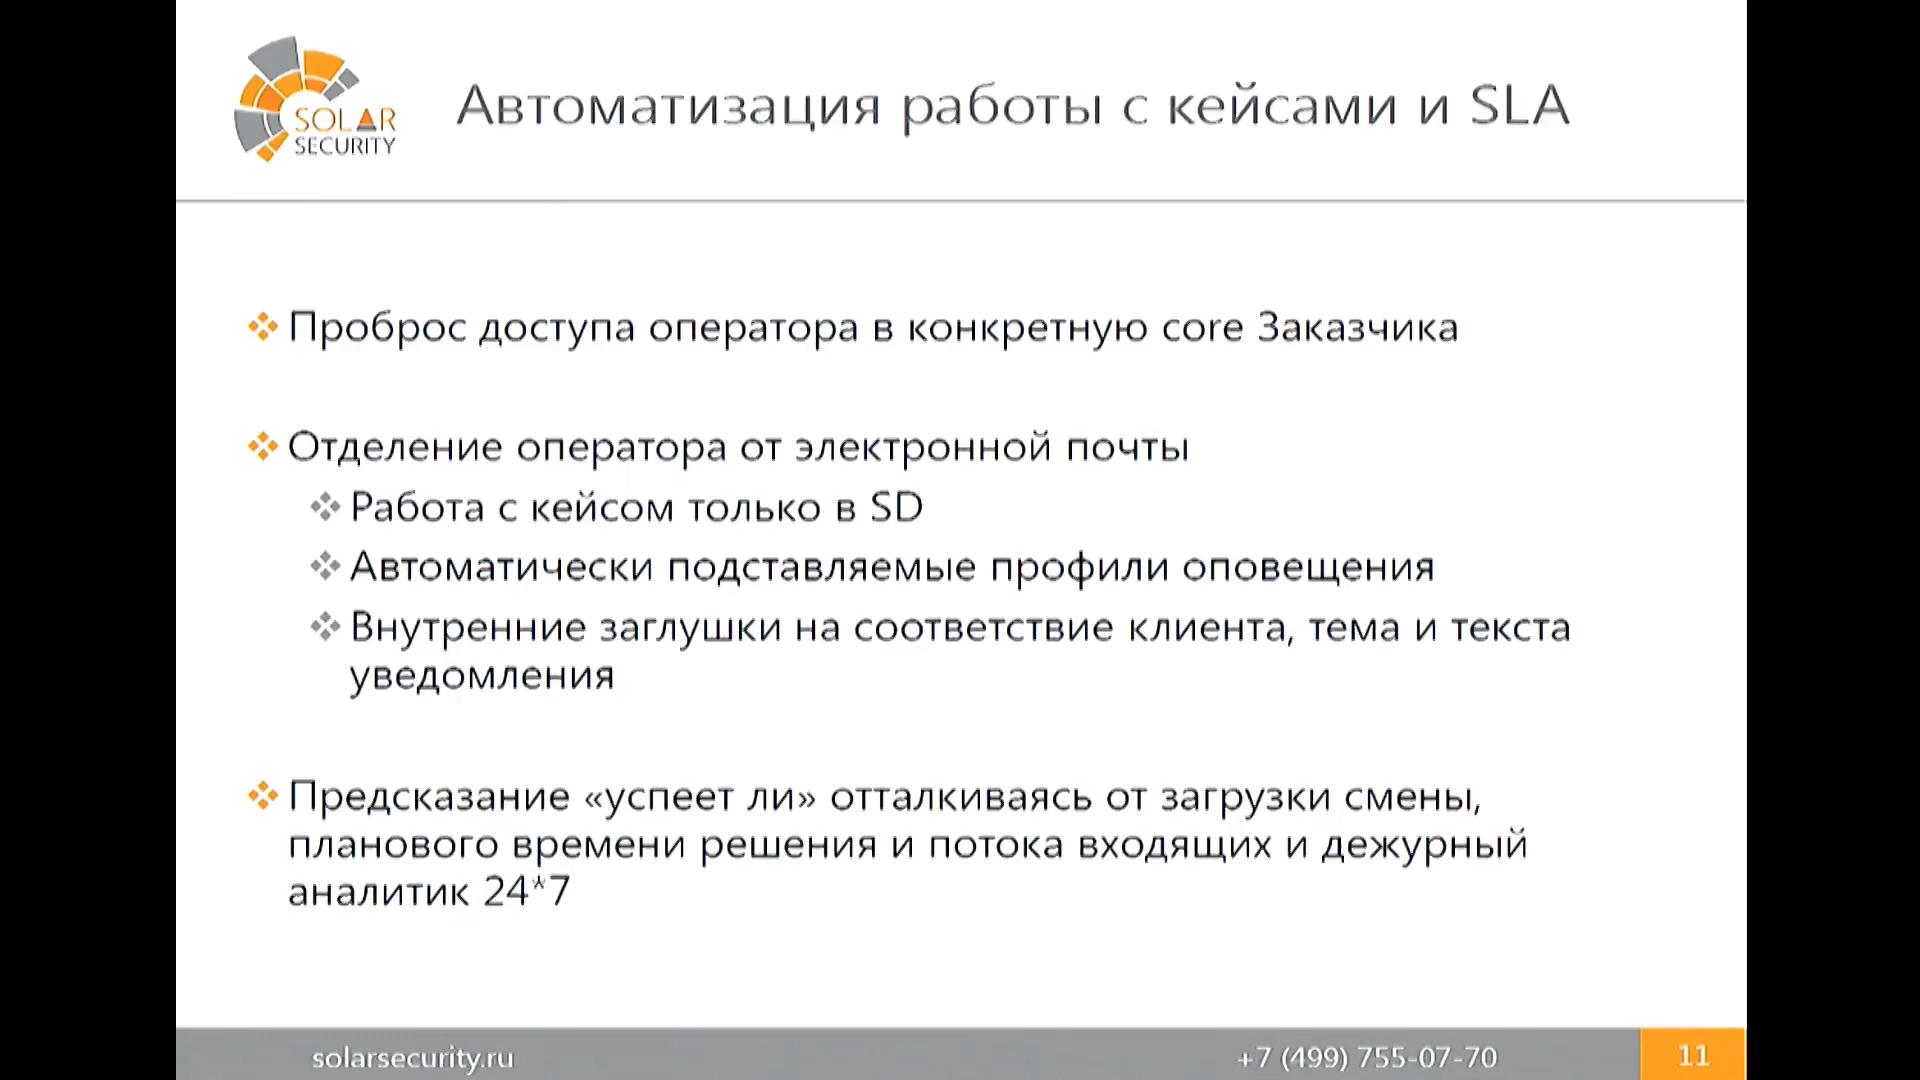 SOLAR
SECURITY
Автоматизация работы с кейсами и SLA
Проброс доступа оператора в конкретную core Заказчика
Отделение оператора от электронной почты
Работа с кейсом только в SD
Автоматически подставляемые профили оповещения
Внутренние заглушки на соответствие клиента, тема и текста
уведомления
Предсказание «успеет ли» отталкиваясь от загрузки смены,
планового времени решения и потока входящих и дежурный
аналитик 24*7
solarsecurity.ru
+7 (499) 755-07-70
11